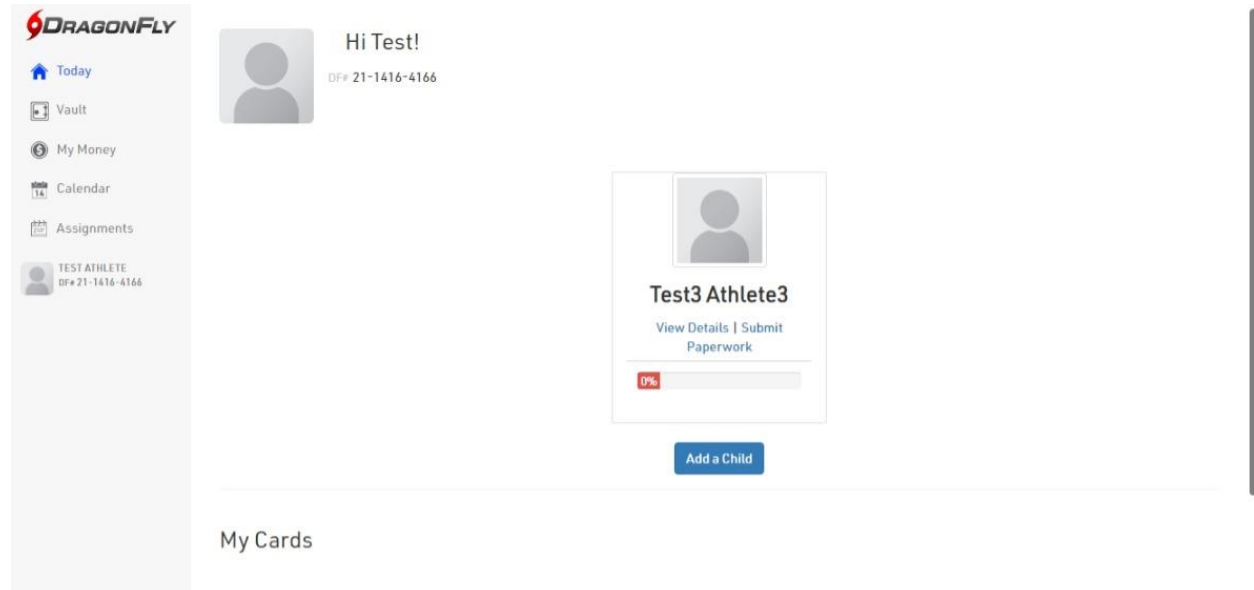 DRAGONFLY
Today
Vault
My Money
14
Calendar
Assignments
TEST ATHLETE
DF# 21-1416-4166
Hi Test!
DF# 21-1416-4166
Test3 Athlete3
View Details | Submit
Paperwork
0%
Add a Child
My Cards